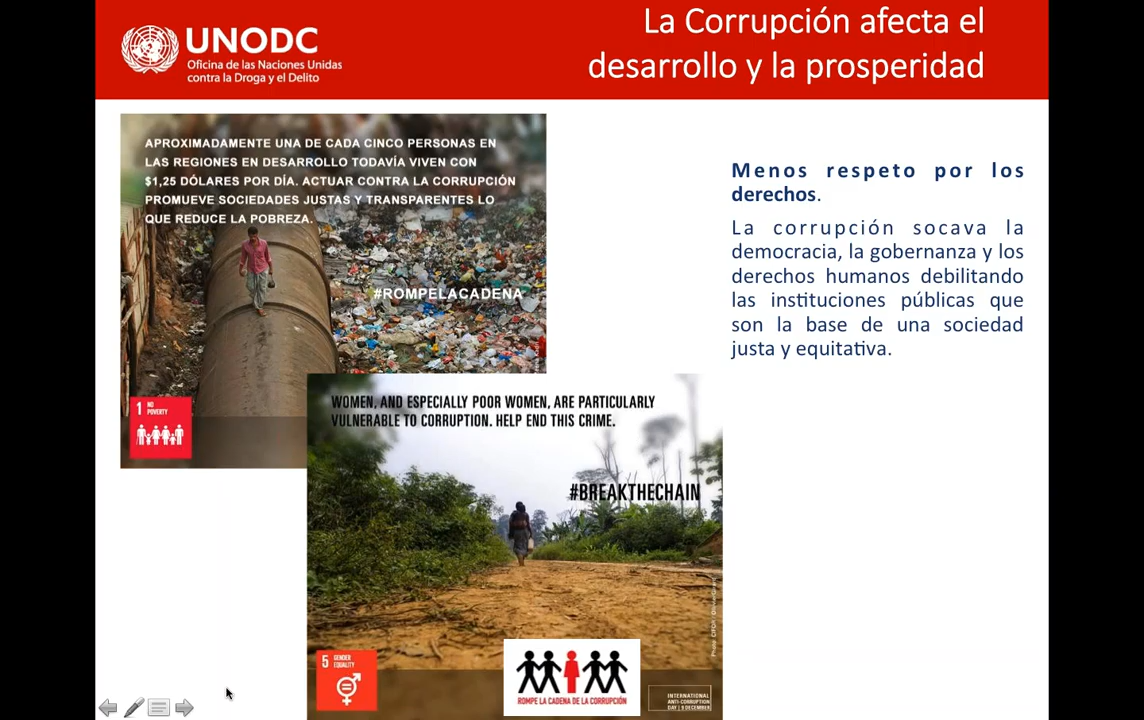 UNODC
Oficina de las Naciones Unidas
contra la Droga y el Delito
La Corrupción afecta el
desarrollo y la prosperidad
APROXIMADAMENTE UNA DE CADA CINCO PERSONAS EN
LAS REGIONES EN DESARROLLO TODAVÍA VIVEN CON
$1,25 DÓLARES POR DÍA. ACTUAR CONTRA LA CORRUPCIÓN
PROMUEVE SOCIEDADES JUSTAS Y TRANSPARENTES LO
QUE REDUCE LA POBREZA.
#ROMPELACADENA
1 NO
POVERTY
WOMEN, AND ESPECIALLY POOR WOMEN, ARE PARTICULARLY
VULNERABLE TO CORRUPTION. HELP END THIS CRIME.
#BREAKTHECHAIN
5 GENDER
EQUALITY
ROMPE LA CADENA DE LA CORRUPCIÓN
INTERNATIONAL
ANTI-CORRUPTION
DAY | 9 DECEMBER
Menos respeto por los
derechos.
La corrupción socava la
democracia, la gobernanza y los
derechos humanos debilitando
las instituciones públicas que
son la base de una sociedad
justa y equitativa.